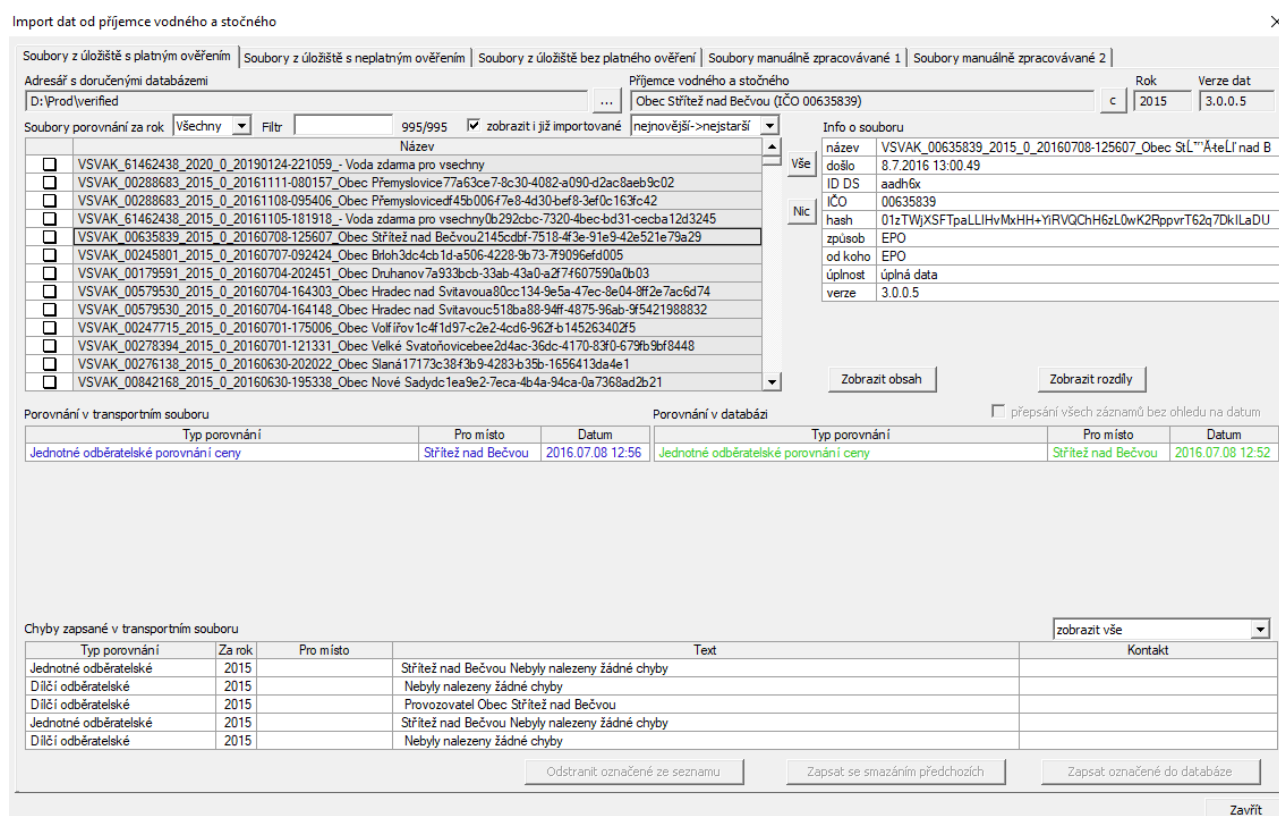 Import dat od příjemce vodného a stočného
Soubory z úložiště s platným ověřením Soubory z úložiště s neplatným ověřením Soubory z úložiště bez platného ověření Soubory manuálně zpracovávané 1 Soubory manuálně zpracovávané 2
Adresář s doručenými databázemi Příjemce vodného a stočného Rok Verze dat
D:\Prod\verified ... Obec Střítež nad Bečvou (IČO 00635839) c 2015 3.0.0.5
Soubory porovnání za rok Všechny Filtr 995/995 zobrazit i již importované nejnovější->nejstarší Info o souboru
Název
VSVAK_61462438_2020_0_20190124-221059_- Voda zdarma pro vsechny
VSVAK_00288683_2015_0_20161111-080157_Obec Přemyslovice77a63ce7-8c30-4082-a090-d2ac8aeb9c02
VSVAK_00288683_2015_0_20161108-095406_Obec Přemyslovicedf45b006-f7e8-4d30-bef8-3ef0c163fc42
VSVAK_61462438_2015_0_20161105-181918_- Voda zdarma pro vsechny0b292cbc-7320-4bec-bd31-cecba12d3245
VSVAK_00635839_2015_0_20160708-125607_Obec Střítež nad Bečvou2145cdbf-7518-4f3e-91e9-42e521e79a29
VSVAK_00245801_2015_0_20160707-092424_Obec Brloh3dc4cb1d-a506-4228-9b73-7f9096efd005
VSVAK_00179591_2015_0_20160704-202451_Obec Druhanov7a933bcb-33ab-43a0-a2f7-f607590a0b03
VSVAK_00579530_2015_0_20160704-164303_Obec Hradec nad Svitavoua80cc134-9e5a-47ec-8e04-8ff2e7ac6d74
VSVAK_00579530_2015_0_20160704-164148_Obec Hradec nad Svitavouc518ba88-94ff-4875-96ab-9f5421988832
VSVAK_00247715_2015_0_20160701-175006_Obec Volfířov1c4f1d97-c2e2-4cd6-962f-b145263402f5
VSVAK_00278394_2015_0_20160701-121331_Obec Velké Svatoňovicebee2d4ac-36dc-4170-83f0-679fb9bf8448
VSVAK_00276138_2015_0_20160630-202022_Obec Slaná17173c38-f3b9-4283-b35b-1656413da4e1
VSVAK_00842168_2015_0_20160630-195338_Obec Nové Sadydc1ea9e2-7eca-4b4a-94ca-0a7368ad2b21
Vše
Nic
název VSVAK_00635839_2015_0_20160708-125607_Obec StĹ™Ă­teĹľ nad B
došlo 8.7.2016 13:00.49
ID DS aadh6x
IČO 00635839
hash
způsob EPO
od koho EPO
úplnost úplná data
verze 3.0.0.5
Zobrazit obsah Zobrazit rozdíly
Porovnání v transportním souboru Porovnání v databázi přepsání všech záznamů bez ohledu na datum
Typ porovnání Pro místo Datum Typ porovnání Pro místo Datum
Jednotné odběratelské porovnání ceny Střítež nad Bečvou 2016.07.08 12:56 Jednotné odběratelské porovnání ceny Střítež nad Bečvou 2016.07.08 12:52
Chyby zapsané v transportním souboru zobrazit vše
Typ porovnání Za rok Pro místo Text Kontakt
Jednotné odběratelské 2015 Střítež nad Bečvou Nebyly nalezeny žádné chyby
Dílčí odběratelské 2015 Nebyly nalezeny žádné chyby
Dílčí odběratelské 2015 Provozovatel Obec Střítež nad Bečvou
Jednotné odběratelské 2015 Střítež nad Bečvou Nebyly nalezeny žádné chyby
Dílčí odběratelské 2015 Nebyly nalezeny žádné chyby
Odstranit označené ze seznamu Zapsat se smazáním předchozích Zapsat označené do databáze
Zavřít